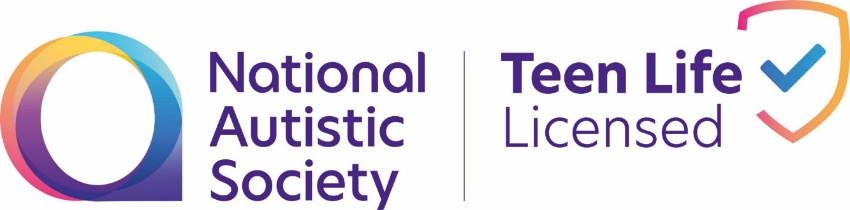 National
Autistic
Society
Teen Life
Licensed